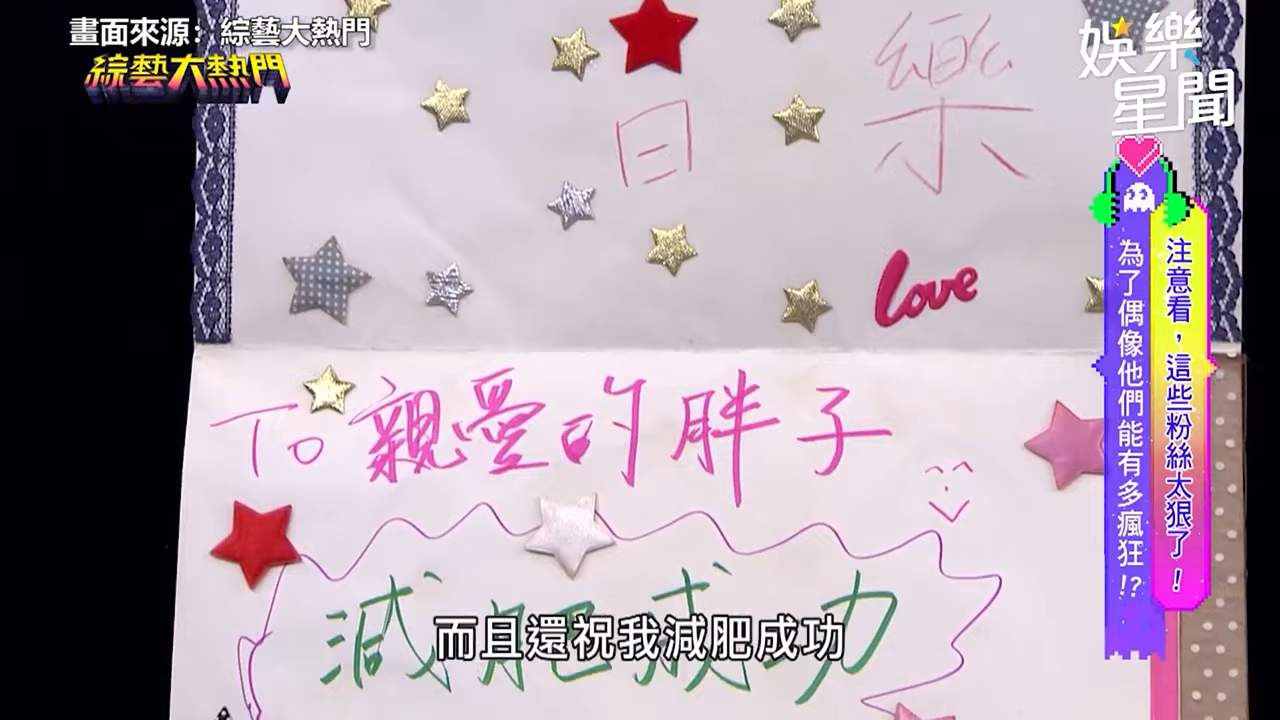 畫面來源：綜藝大熱門
綜藝大熱門
娛樂
星聞
日
樂
love
To 親愛的胖子
減肥成功
而且還祝我減肥成功
注意看，這些粉絲太狠了！
為了偶像他們能有多瘋狂！？